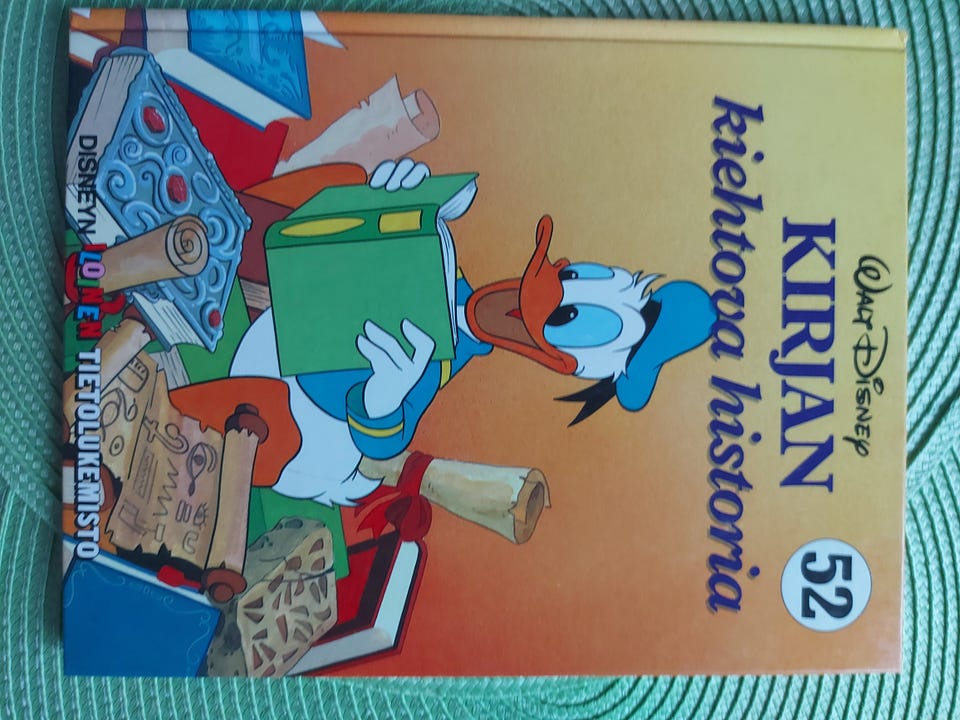 WALT DISNEY
KIRJAN
kiehtova historia
52
DISNEYN ILOINEN TIETOLUKEMISTO